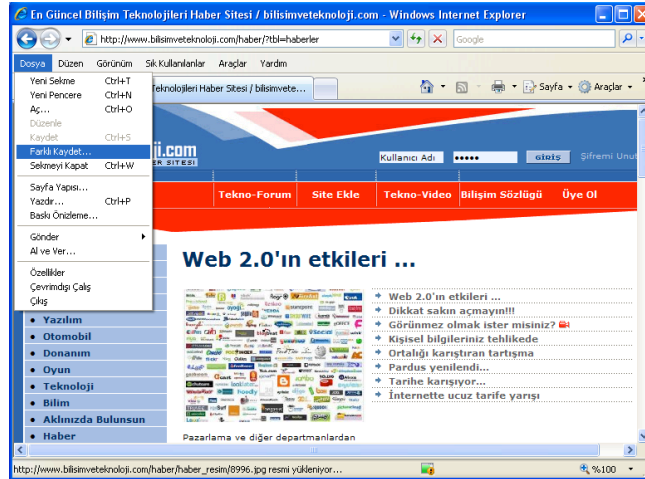 En Güncel Bilişim Teknolojileri Haber Sitesi / bilisimveteknoloji.com - Windows Internet Explorer
http://www.bilisimveteknoloji.com/haber/?tbl=haberler
Google
Dosya Düzen Görünüm Sık Kullanılanlar Araçlar Yardım
Teknolojileri Haber Sitesi / bilisimvete...
Sayfa Araçlar
Yeni Sekme Ctrl+T
Yeni Pencere Ctrl+N
Aç... Ctrl+O
Düzenle
Kaydet Ctrl+S
Farklı Kaydet...
Sekmeyi Kapat Ctrl+W
Sayfa Yapısı...
Yazdır... Ctrl+P
Baskı Önizleme...
Gönder
Al ve Ver...
Özellikler
Çevrimdışı Çalış
Çıkış
ji.com
ER SITESI
Kullanıcı Adı ••••• GİRİŞ Şifremi Unut
Tekno-Forum Site Ekle Tekno-Video Bilişim Sözlügü Üye Ol
Web 2.0'ın etkileri ...
Web 2.0'ın etkileri ...
Dikkat sakın açmayın!!!
Görünmez olmak ister misiniz?
Kişisel bilgileriniz tehlikede
Ortalığı karıştıran tartışma
Pardus yenilendi...
Tarihe karışıyor...
İnternette ucuz tarife yarışı
Yazılım
Otomobil
Donanım
Oyun
Teknoloji
Bilim
Aklınızda Bulunsun
Haber
Pazarlama ve diğer departmanlardan
http://www.bilisimveteknoloji.com/haber/haber_resim/8996.jpg resmi yükleniyor...
%100